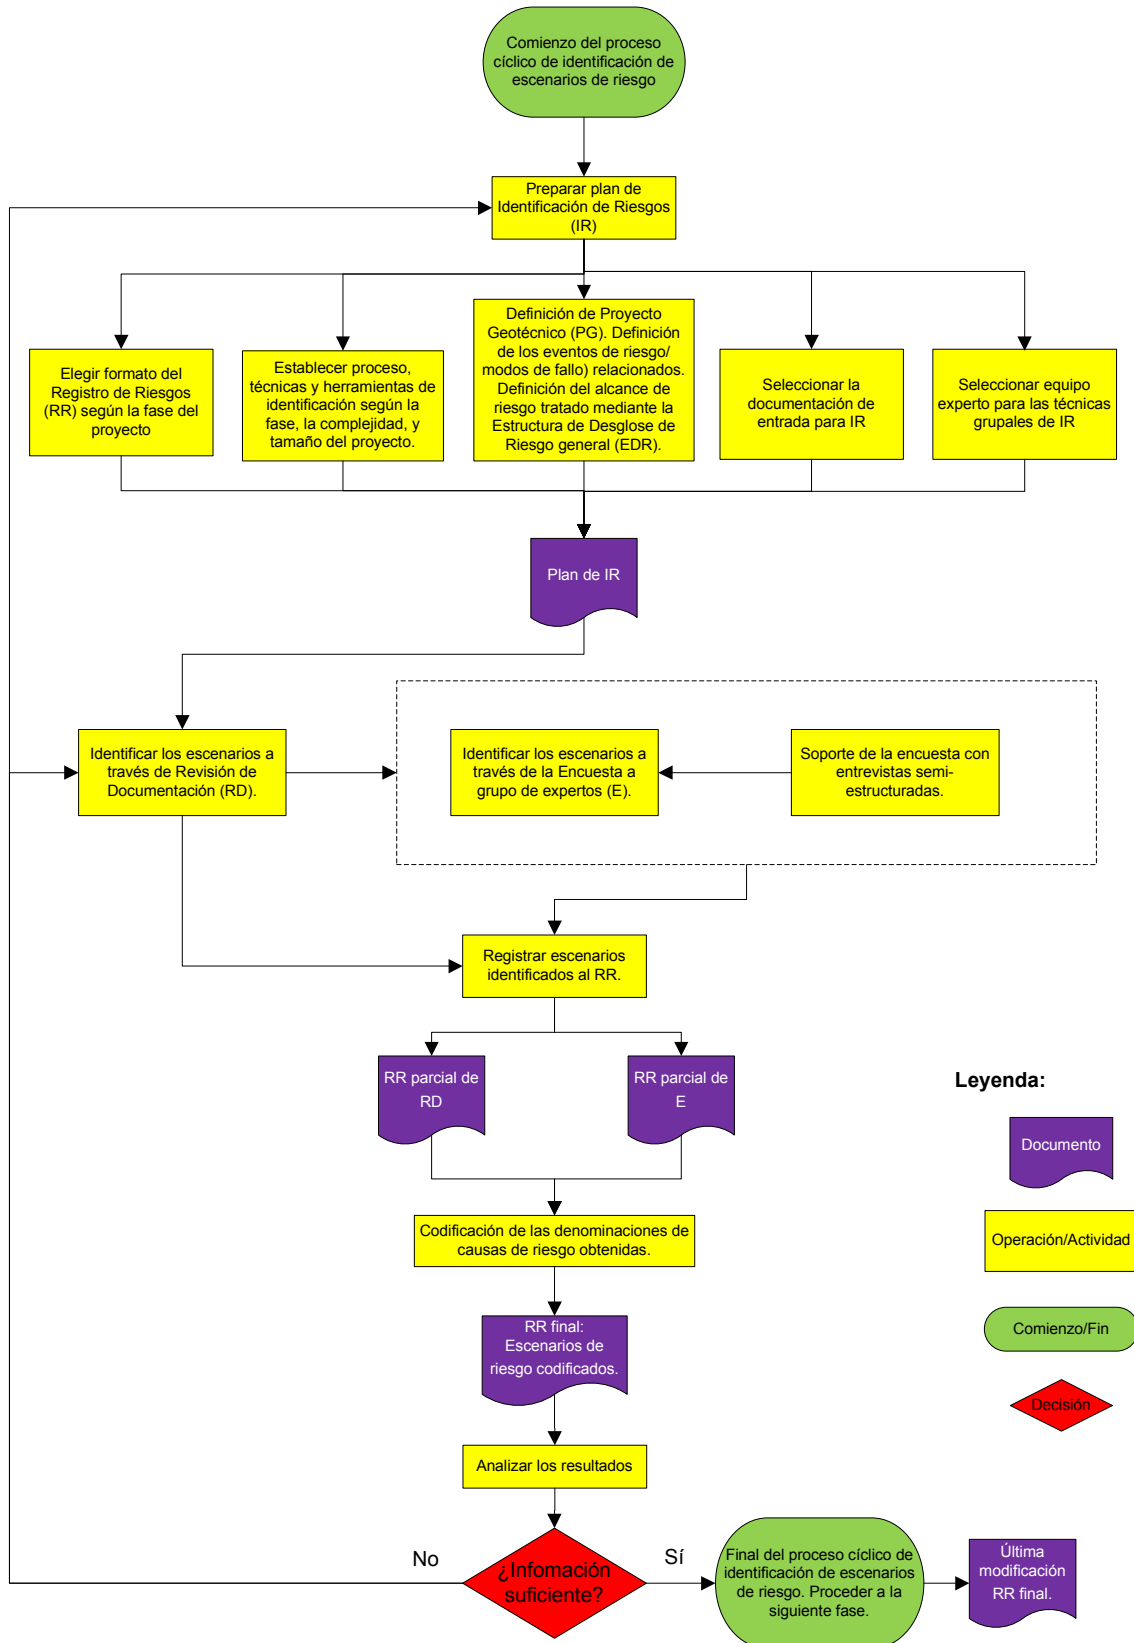 Comienzo del proceso
cíclico de identificación de
escenarios de riesgo
Preparar plan de
Identificación de Riesgos
(IR)
Elegir formato del
Registro de Riesgos
(RR) según la fase del
proyecto
Establecer proceso,
técnicas y herramientas de
identificación según la
fase, la complejidad, y
tamaño del proyecto.
Definición de Proyecto
Geotécnico (PG). Definición
de los eventos de riesgo/
modos de fallo) relacionados.
Definición del alcance de
riesgo tratado mediante la
Estructura de Desglose de
Riesgo general (EDR).
Seleccionar la
documentación de
entrada para IR
Seleccionar equipo
experto para las técnicas
grupales de IR
Plan de IR
Identificar los escenarios a
través de Revisión de
Documentación (RD).
Identificar los escenarios a
través de la Encuesta a
grupo de expertos (E).
Soporte de la encuesta con
entrevistas semi-
estructuradas.
Registrar escenarios
identificados al RR.
RR parcial de
RD
RR parcial de
E
Leyenda:
Documento
Operación/Actividad
Comienzo/Fin
Decisión
Codificación de las denominaciones de
causas de riesgo obtenidas.
RR final:
Escenarios de
riesgo codificados.
Analizar los resultados
¿Infomación
suficiente?
No
Sí
Final del proceso cíclico de
identificación de escenarios
de riesgo. Proceder a la
siguiente fase.
Última
modificación
RR final.